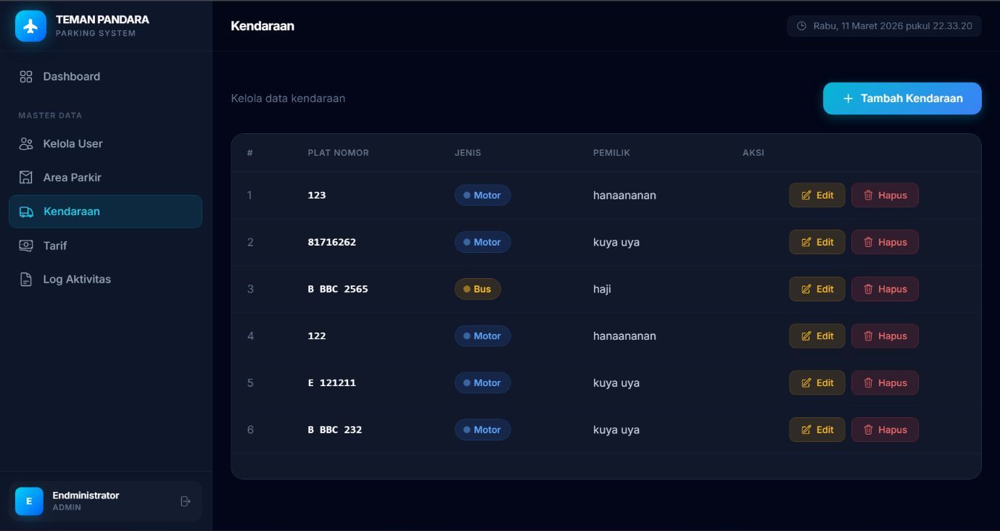 TEMAN PANDARA
PARKING SYSTEM
Dashboard
MASTER DATA
Kelola User
Area Parkir
Kendaraan
Tarif
Log Aktivitas
E
Endministrator
ADMIN
Kendaraan
Rabu, 11 Maret 2026 pukul 22.33.20
Kelola data kendaraan
+ Tambah Kendaraan
# PLAT NOMOR JENIS PEMILIK AKSI
1 123 Motor hanaananan Edit Hapus
2 81716262 Motor kuya uya Edit Hapus
3 B BBC 2565 Bus haji Edit Hapus
4 122 Motor hanaananan Edit Hapus
5 E 121211 Motor kuya uya Edit Hapus
6 B BBC 232 Motor kuya uya Edit Hapus